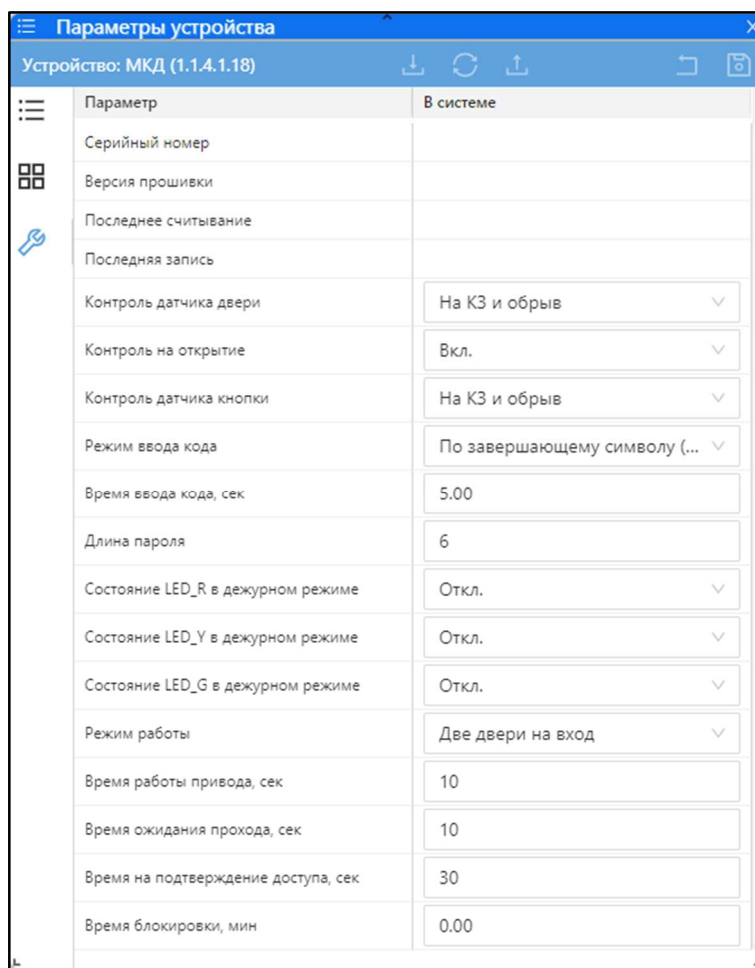 Параметры устройства
Устройство: МКД (1.1.4.1.18)
Параметр В системе
Серийный номер
Версия прошивки
Последнее считывание
Последняя запись
Контроль датчика двери На КЗ и обрыв
Контроль на открытие Вкл.
Контроль датчика кнопки На КЗ и обрыв
Режим ввода кода По завершающему символу (...
Время ввода кода, сек 5.00
Длина пароля 6
Состояние LED_R в дежурном режиме Откл.
Состояние LED_Y в дежурном режиме Откл.
Состояние LED_G в дежурном режиме Откл.
Режим работы Две двери на вход
Время работы привода, сек 10
Время ожидания прохода, сек 10
Время на подтверждение доступа, сек 30
Время блокировки, мин 0.00